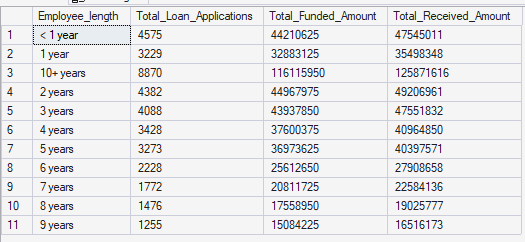 Employee_length Total_Loan_Applications Total_Funded_Amount Total_Received_Amount
1 < 1 year 4575 44210625 47545011
2 1 year 3229 32883125 35498348
3 10+ years 8870 116115950 125871616
4 2 years 4382 44967975 49206961
5 3 years 4088 43937850 47551832
6 4 years 3428 37600375 40964850
7 5 years 3273 36973625 40397571
8 6 years 2228 25612650 27908658
9 7 years 1772 20811725 22584136
10 8 years 1476 17558950 19025777
11 9 years 1255 15084225 16516173